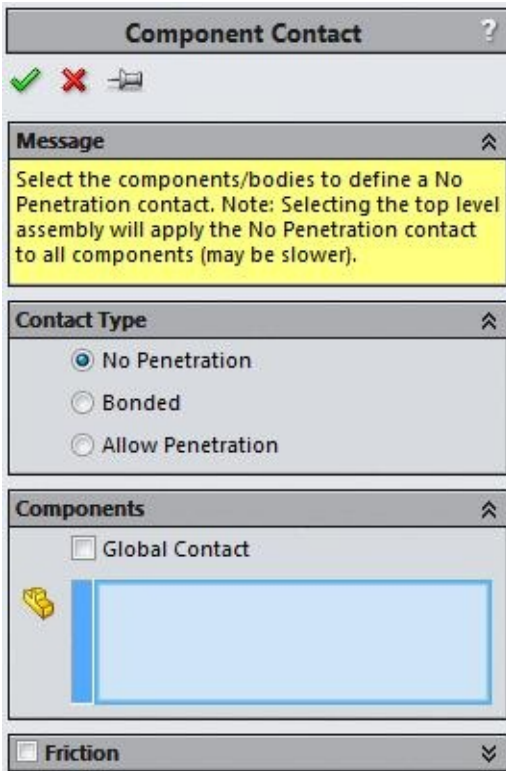 Component Contact ?
Message
Select the components/bodies to define a No
Penetration contact. Note: Selecting the top level
assembly will apply the No Penetration contact
to all components (may be slower).
Contact Type
No Penetration
Bonded
Allow Penetration
Components
Global Contact
Friction